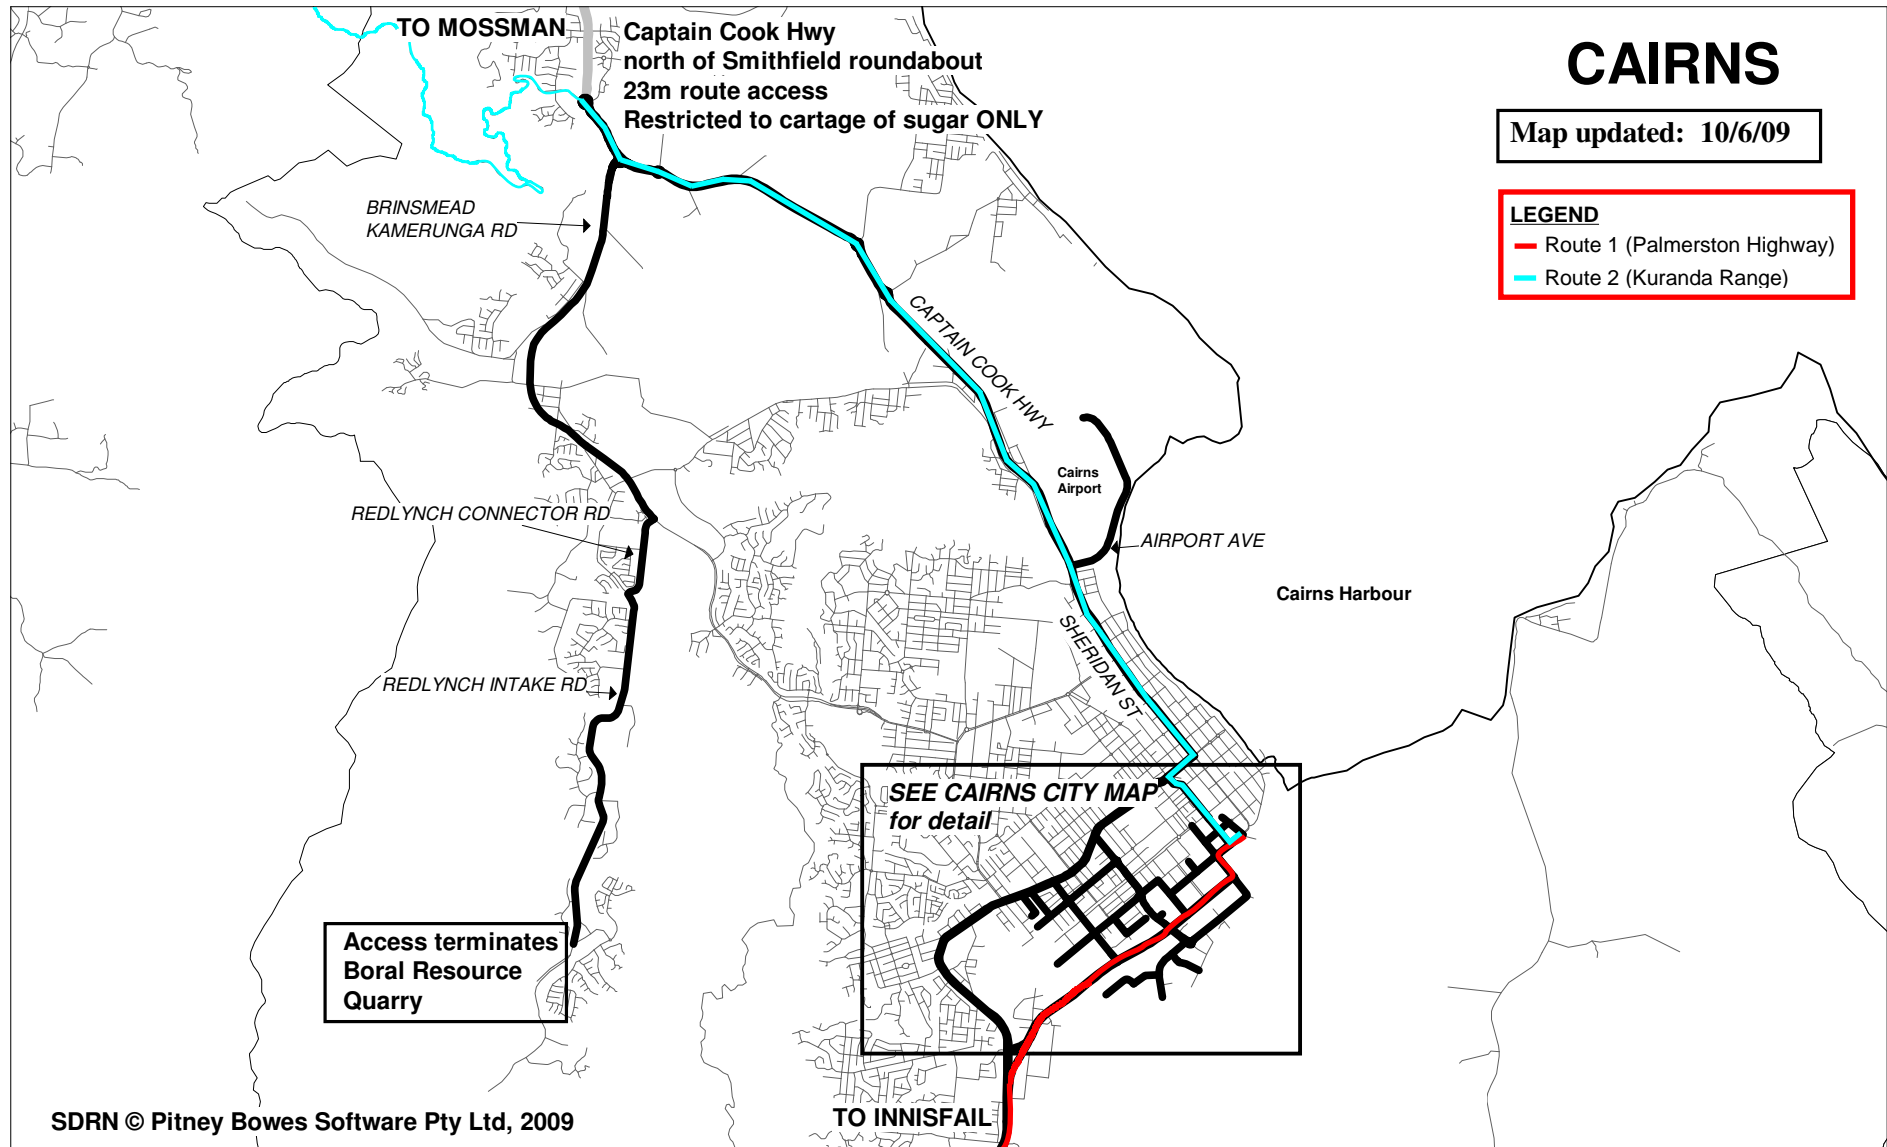 CAIRNS
Map updated: 10/6/09
LEGEND
Route 1 (Palmerston Highway)
Route 2 (Kuranda Range)
TO MOSSMAN
Captain Cook Hwy
north of Smithfield roundabout
23m route access
Restricted to cartage of sugar ONLY
BRINSMEAD
KAMERUNGA RD
CAPTAIN COOK HWY
Cairns
Airport
REDLYNCH CONNECTOR RD
AIRPORT AVE
Cairns Harbour
SHERIDAN ST
REDLYNCH INTAKE RD
SEE CAIRNS CITY MAP
for detail
Access terminates
Boral Resource
Quarry
TO INNISFAIL
SDRN © Pitney Bowes Software Pty Ltd, 2009